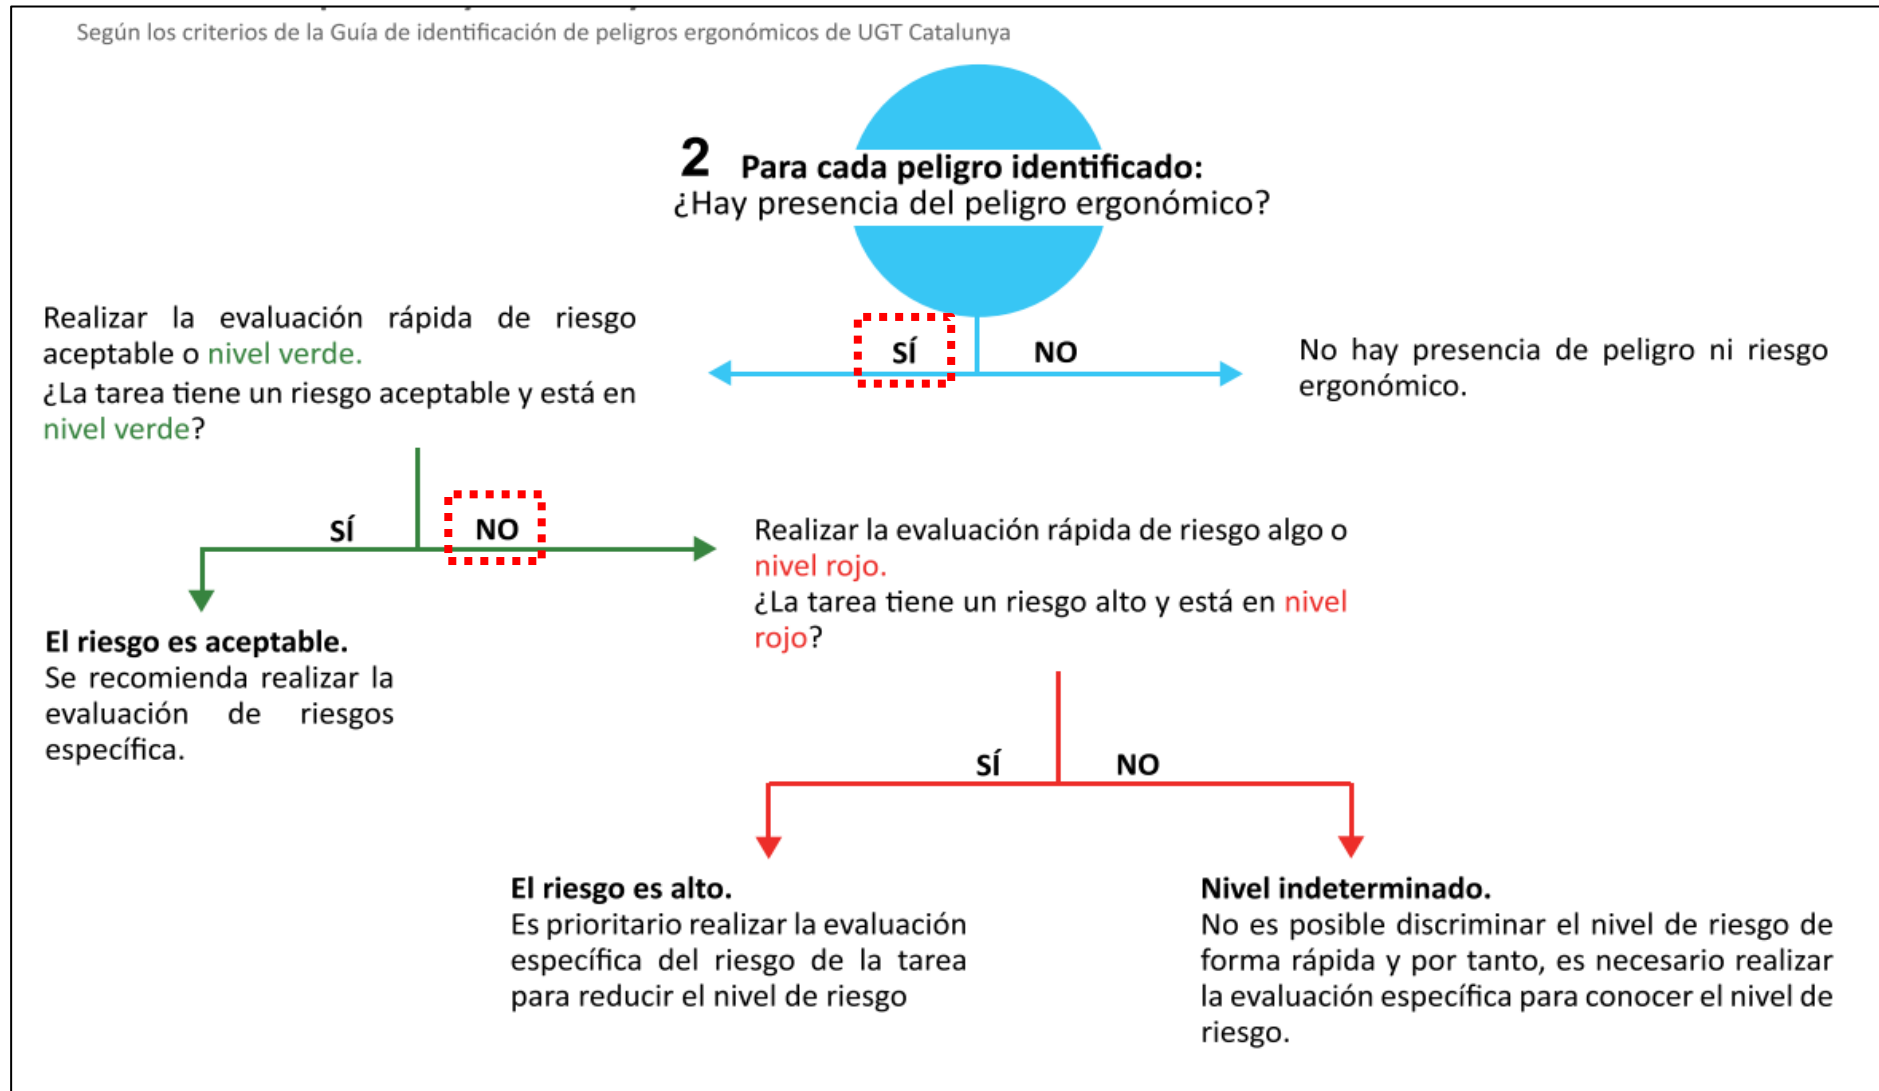 Según los criterios de la Guía de identificación de peligros ergonómicos de UGT Catalunya
2 Para cada peligro identificado:
¿Hay presencia del peligro ergonómico?
SÍ
NO
Realizar la evaluación rápida de riesgo
aceptable o nivel verde.
¿La tarea tiene un riesgo aceptable y está en
nivel verde?
No hay presencia de peligro ni riesgo
ergonómico.
SÍ
NO
El riesgo es aceptable.
Se recomienda realizar la
evaluación de riesgos
específica.
Realizar la evaluación rápida de riesgo algo o
nivel rojo.
¿La tarea tiene un riesgo alto y está en nivel
rojo?
SÍ
NO
El riesgo es alto.
Es prioritario realizar la evaluación
específica del riesgo de la tarea
para reducir el nivel de riesgo
Nivel indeterminado.
No es posible discriminar el nivel de riesgo de
forma rápida y por tanto, es necesario realizar
la evaluación específica para conocer el nivel de
riesgo.